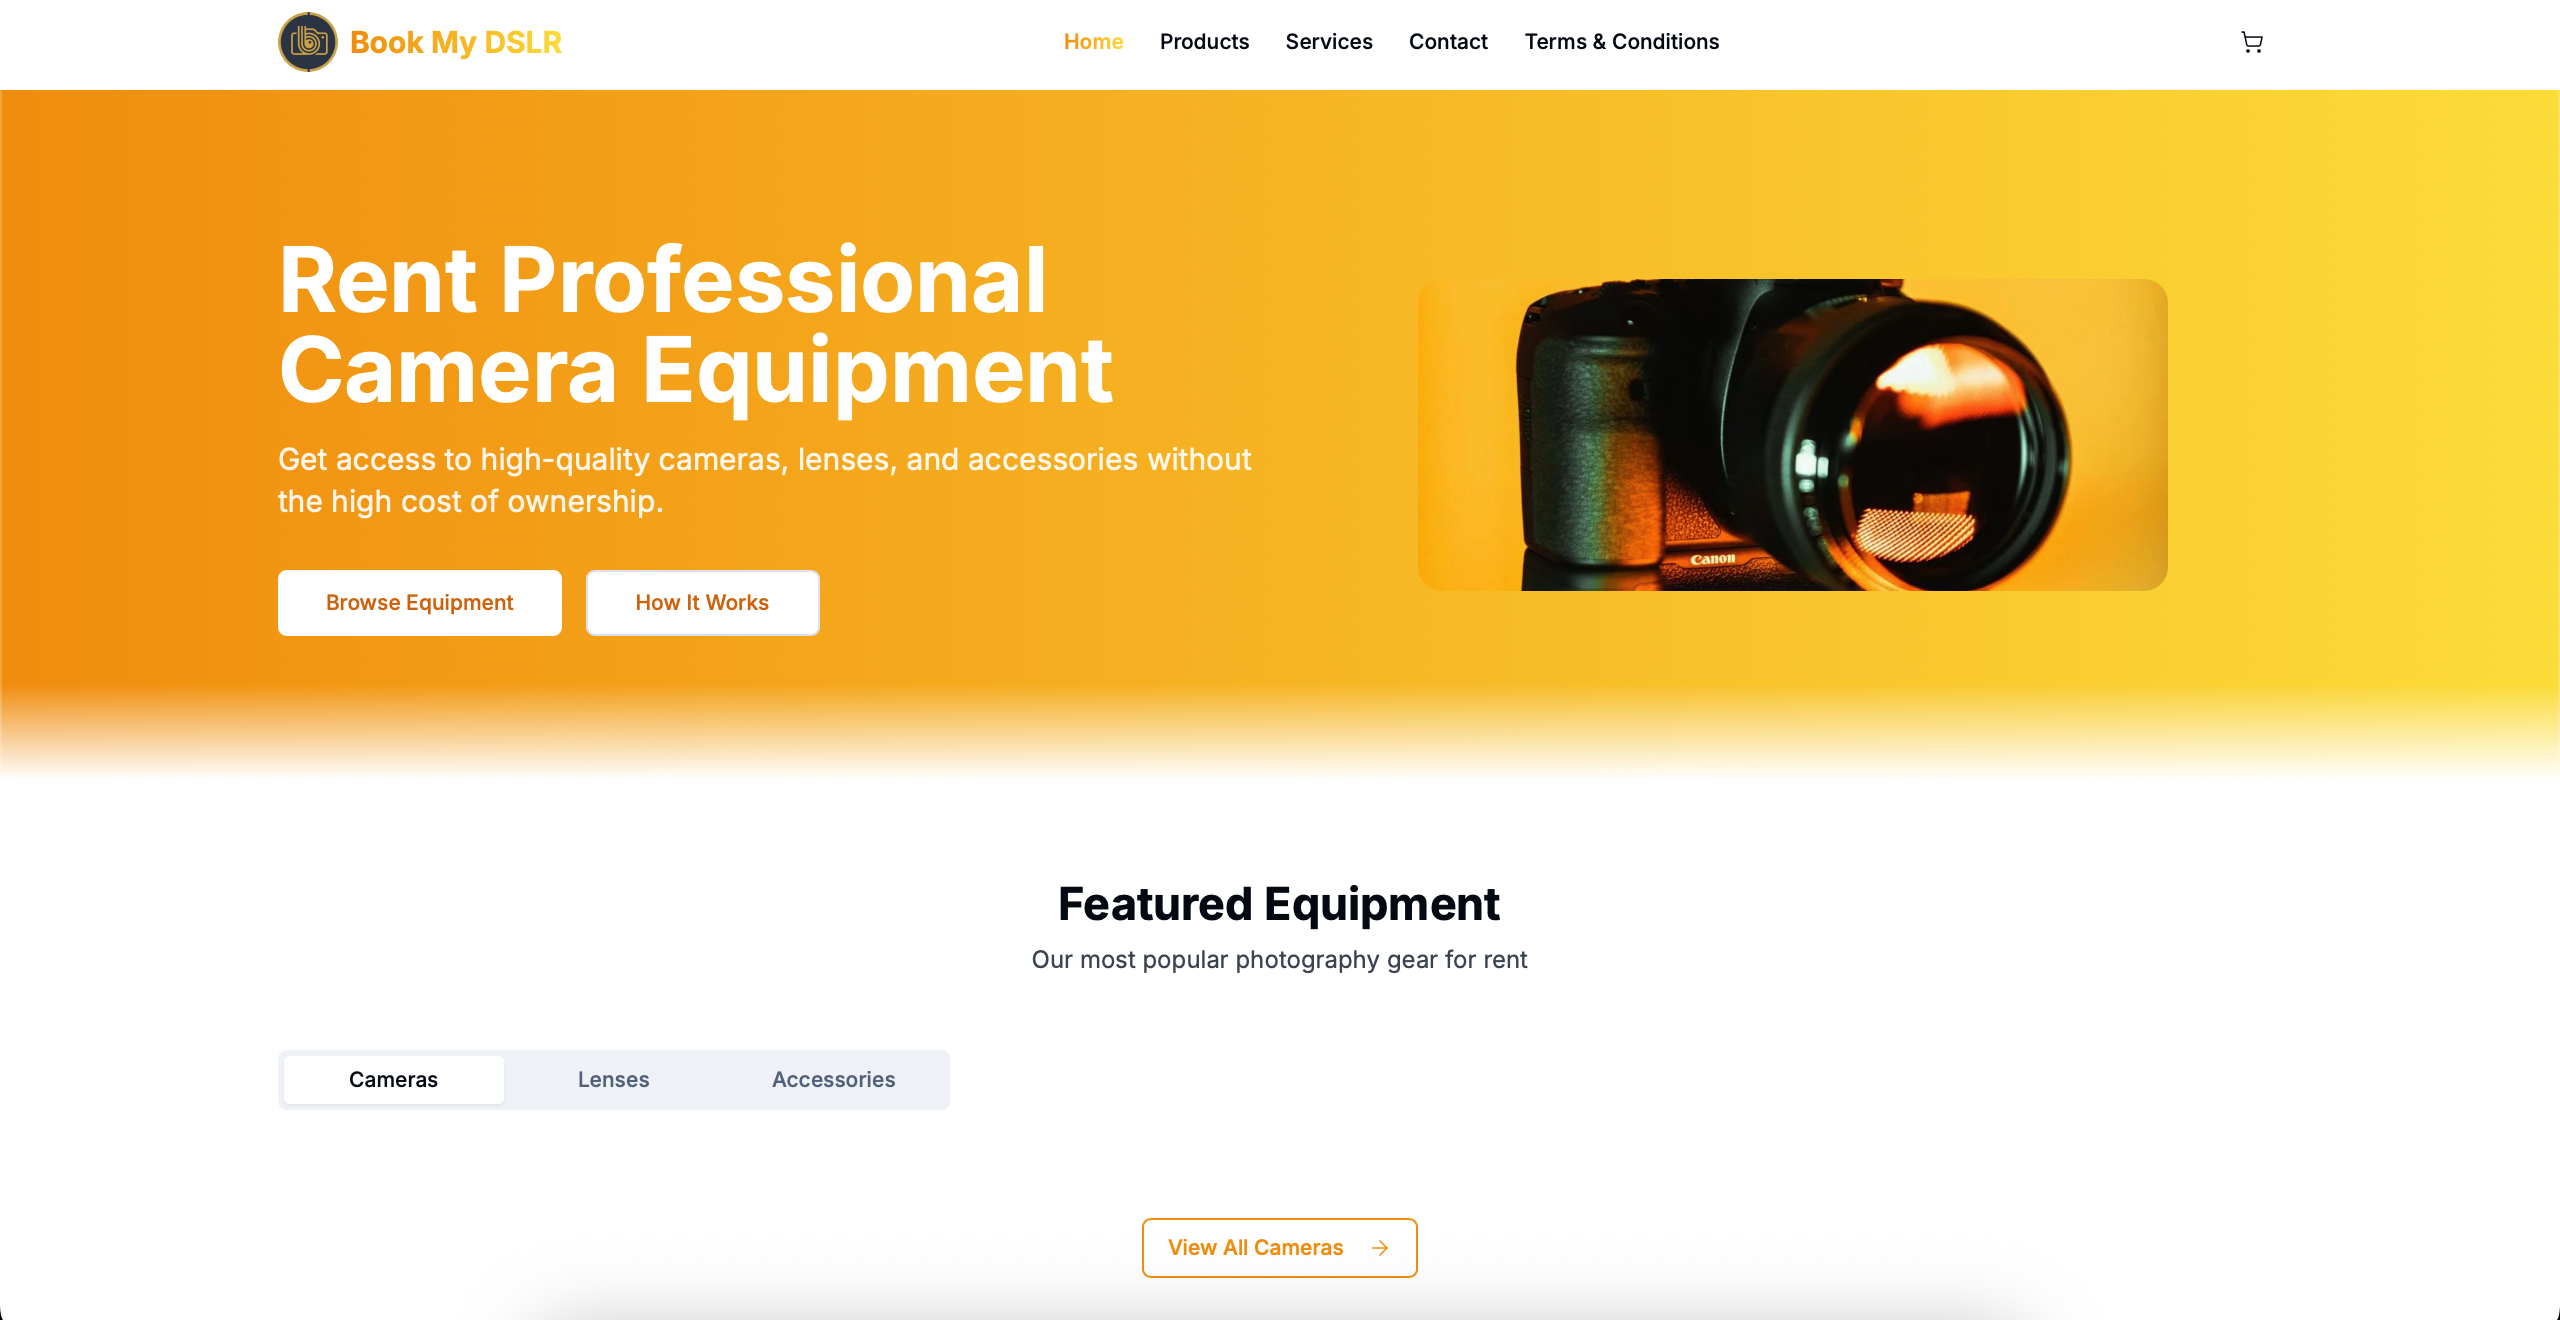 Book My DSLR
Home
Products
Services
Contact
Terms & Conditions
Rent Professional
Camera Equipment
Get access to high-quality cameras, lenses, and accessories without
the high cost of ownership.
Browse Equipment
How It Works
Canon
Featured Equipment
Our most popular photography gear for rent
Cameras
Lenses
Accessories
View All Cameras